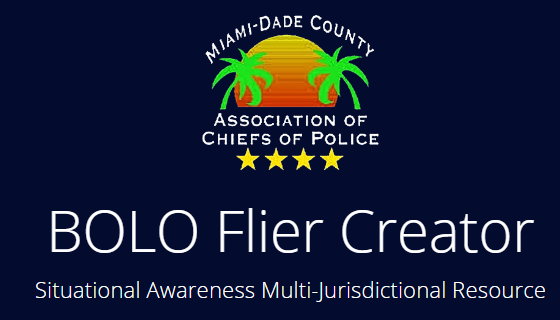 MIAMI-DADE COUNTY
ASSOCIATION OF
CHIEFS OF POLICE
BOLO Flier Creator
Situational Awareness Multi-Jurisdictional Resource